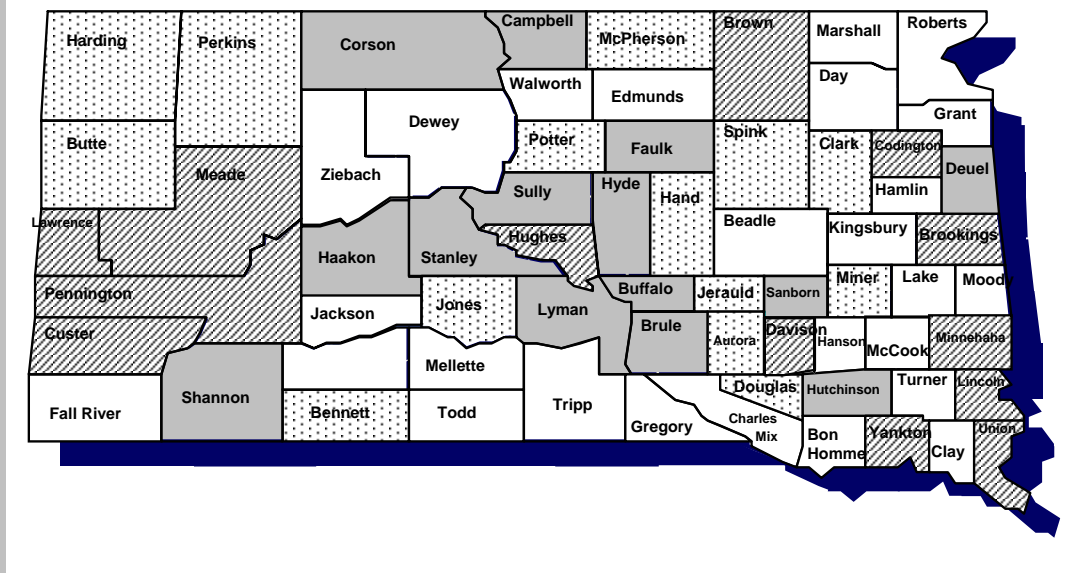 Harding
Perkins
Corson
Campbell
McPherson
Brown
Marshall
Roberts
Walworth
Edmunds
Day
Grant
Butte
Dewey
Ziebach
Potter
Faulk
Spink
Clark
Codington
Deuel
Hamlin
Meade
Sully
Hyde
Hand
Lawrence
Beadle
Kingsbury
Brookings
Haakon
Stanley
Hughes
Pennington
Jones
Buffalo
Jerauld
Sanborn
Miner
Lake
Moody
Custer
Jackson
Lyman
Brule
Aurora
Davison
Hanson
McCook
Minnehaha
Mellette
Fall River
Shannon
Bennett
Todd
Tripp
Gregory
Douglas
Charles
Mix
Hutchinson
Turner
Lincoln
Bon
Homme
Yankton
Clay
Union